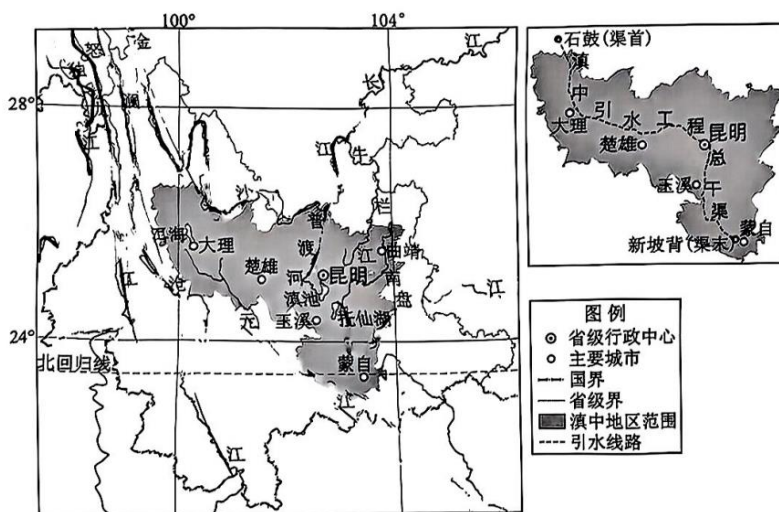 100°
104°
怒
金
江
独
澜
长
28°
江
江
牛
沙
普
栏
洱海
大理
渡
江
曲靖
楚雄
河
昆明
南
江
沧
滇池
盘
江
元
玉溪
抚仙湖
24°
北回归线
蒙自
江
江
石鼓(渠首)
滇
中
引水工程
大理
楚雄
昆明
总
玉溪
干
渠
蒙自
新坡背(渠末)
图例
省级行政中心
主要城市
国界
省级界
滇中地区范围
引水线路